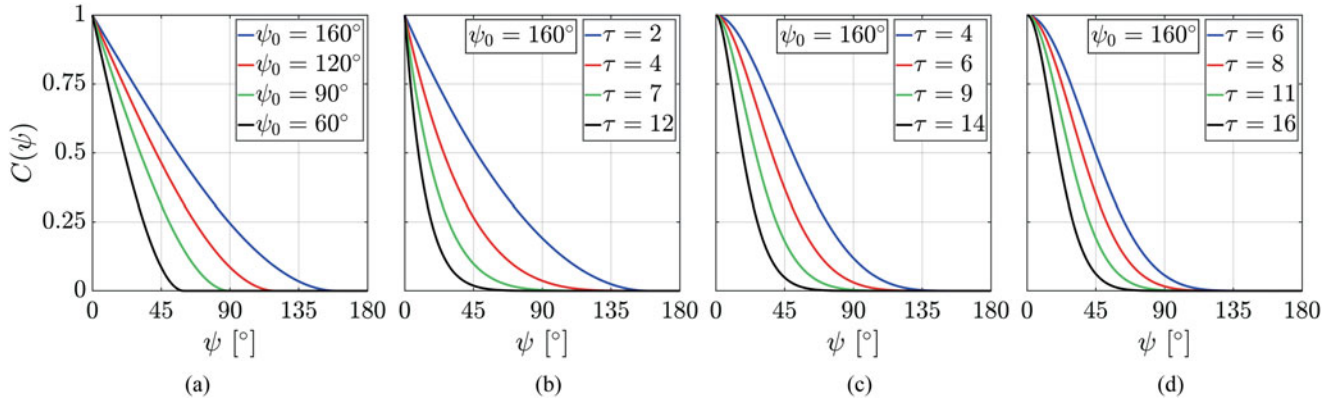 C(ψ)
1
0.75
0.5
0.25
0
ψ₀ = 160°
ψ₀ = 120°
ψ₀ = 90°
ψ₀ = 60°
0 45 90 135 180
ψ [°]
(a)
ψ₀ = 160°
τ = 2
τ = 4
τ = 7
τ = 12
0 45 90 135 180
ψ [°]
(b)
ψ₀ = 160°
τ = 4
τ = 6
τ = 9
τ = 14
0 45 90 135 180
ψ [°]
(c)
ψ₀ = 160°
τ = 6
τ = 8
τ = 11
τ = 16
0 45 90 135 180
ψ [°]
(d)